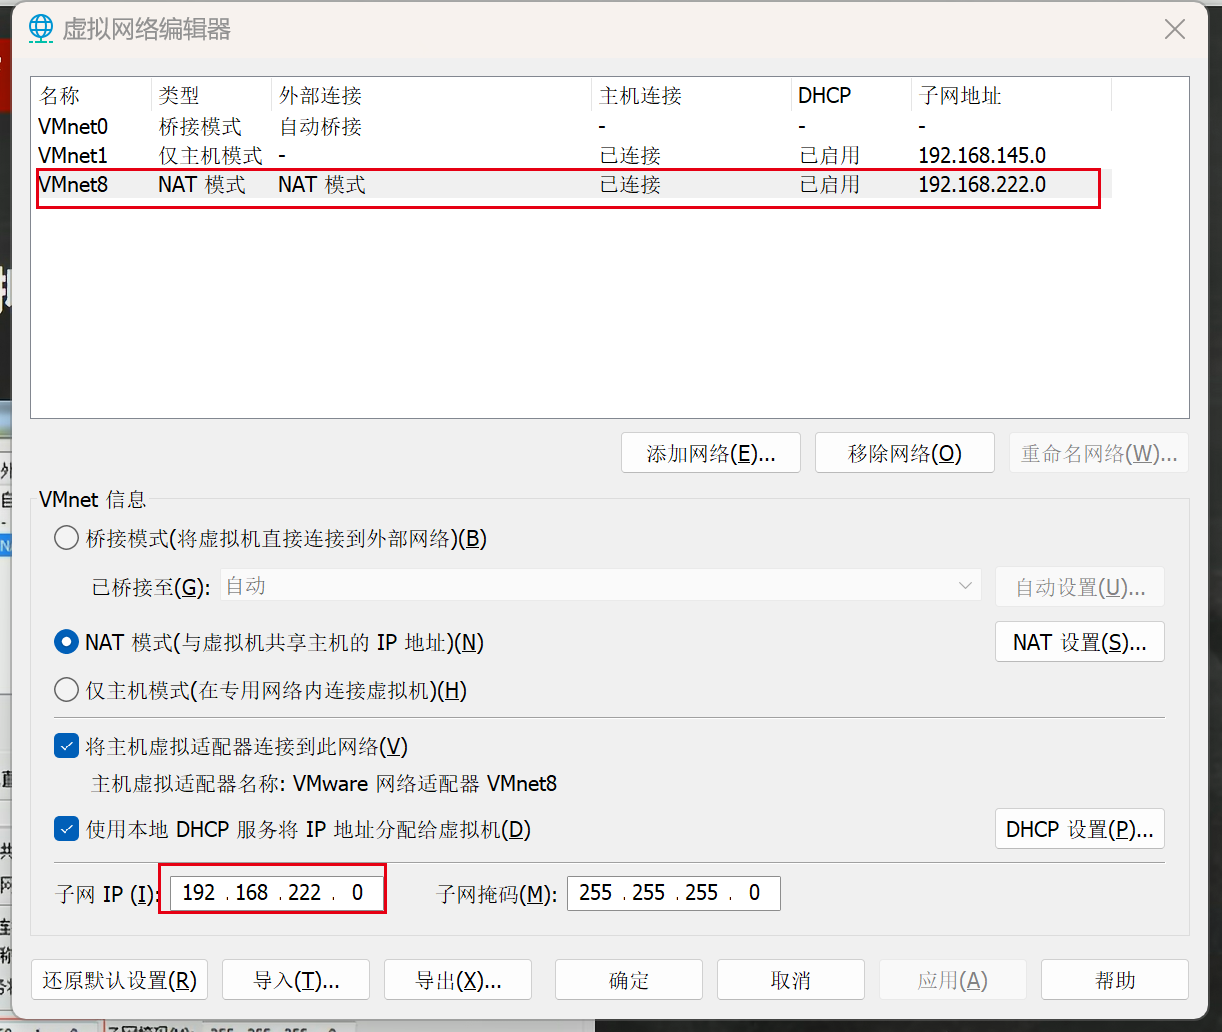 虚拟网络编辑器
名称 类型 外部连接 主机连接 DHCP 子网地址
VMnet0 桥接模式 自动桥接 - - -
VMnet1 仅主机模式 - 已连接 已启用 192.168.145.0
VMnet8 NAT 模式 NAT 模式 已连接 已启用 192.168.222.0
添加网络(E)... 移除网络(O) 重命名网络(W)...
VMnet 信息
桥接模式(将虚拟机直接连接到外部网络)(B)
已桥接至(G): 自动 自动设置(U)...
NAT 模式(与虚拟机共享主机的 IP 地址)(N) NAT 设置(S)...
仅主机模式(在专用网络内连接虚拟机)(H)
将主机虚拟适配器连接到此网络(V)
主机虚拟适配器名称: VMware 网络适配器 VMnet8
使用本地 DHCP 服务将 IP 地址分配给虚拟机(D) DHCP 设置(P)...
子网 IP (I): 192 . 168 . 222 . 0 子网掩码(M): 255 . 255 . 255 . 0
还原默认设置(R) 导入(T)... 导出(X)... 确定 取消 应用(A) 帮助